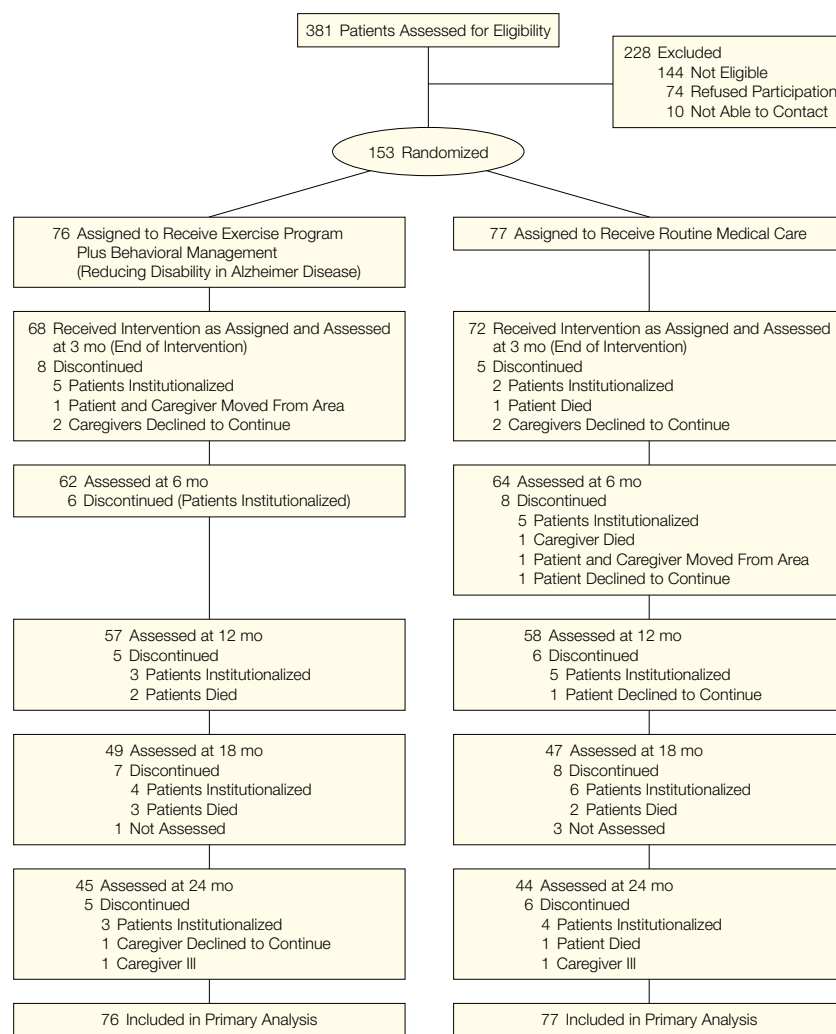 381 Patients Assessed for Eligibility
228 Excluded
144 Not Eligible
74 Refused Participation
10 Not Able to Contact
153 Randomized
76 Assigned to Receive Exercise Program
Plus Behavioral Management
(Reducing Disability in Alzheimer Disease)
77 Assigned to Receive Routine Medical Care
68 Received Intervention as Assigned and Assessed
at 3 mo (End of Intervention)
8 Discontinued
5 Patients Institutionalized
1 Patient and Caregiver Moved From Area
2 Caregivers Declined to Continue
72 Received Intervention as Assigned and Assessed
at 3 mo (End of Intervention)
5 Discontinued
2 Patients Institutionalized
1 Patient Died
2 Caregivers Declined to Continue
62 Assessed at 6 mo
6 Discontinued (Patients Institutionalized)
64 Assessed at 6 mo
8 Discontinued
5 Patients Institutionalized
1 Caregiver Died
1 Patient and Caregiver Moved From Area
1 Patient Declined to Continue
57 Assessed at 12 mo
5 Discontinued
3 Patients Institutionalized
2 Patients Died
58 Assessed at 12 mo
6 Discontinued
5 Patients Institutionalized
1 Patient Declined to Continue
49 Assessed at 18 mo
7 Discontinued
4 Patients Institutionalized
3 Patients Died
1 Not Assessed
47 Assessed at 18 mo
8 Discontinued
6 Patients Institutionalized
2 Patients Died
3 Not Assessed
45 Assessed at 24 mo
5 Discontinued
3 Patients Institutionalized
1 Caregiver Declined to Continue
1 Caregiver Ill
44 Assessed at 24 mo
6 Discontinued
4 Patients Institutionalized
1 Patient Died
1 Caregiver Ill
76 Included in Primary Analysis
77 Included in Primary Analysis